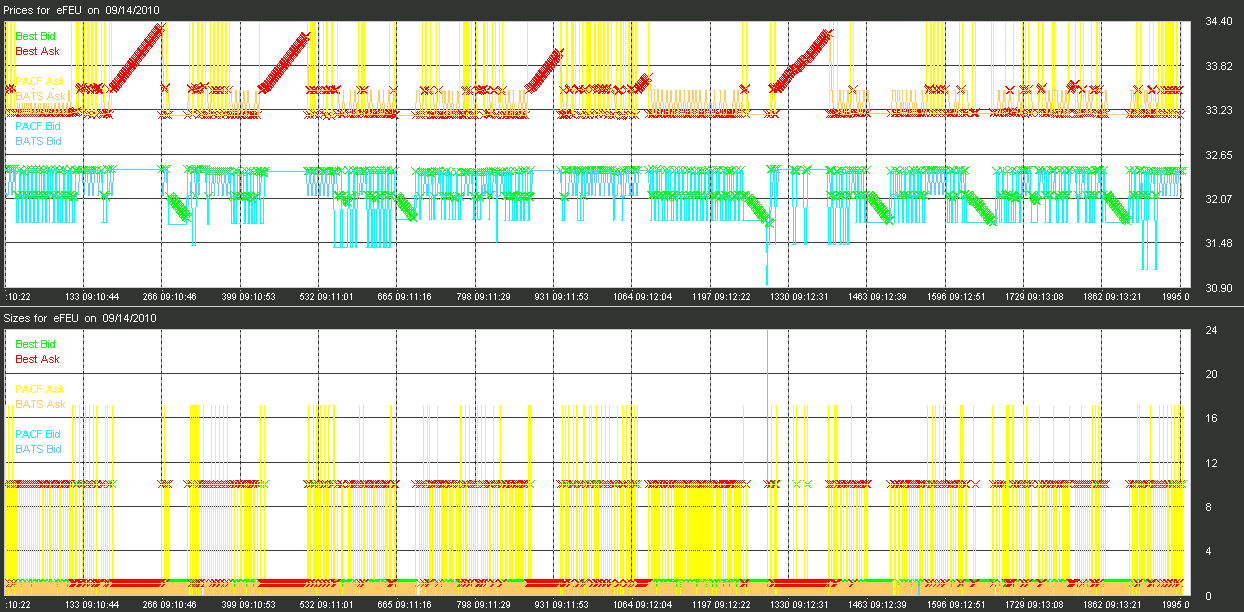 Prices for eFEU on 09/14/2010
34.40
Best Bid
Best Ask
33.82
PACF Ask
BATS Ask
33.23
PACF Bid
BATS Bid
32.65
32.07
31.48
30.90
:10:22 133 09:10:44 266 09:10:46 399 09:10:53 532 09:11:01 665 09:11:16 798 09:11:29 931 09:11:53 1064 09:12:04 1197 09:12:22 1330 09:12:31 1463 09:12:39 1596 09:12:51 1729 09:13:08 1862 09:13:21 1995 0
Sizes for eFEU on 09/14/2010
24
Best Bid
Best Ask
20
PACF Ask
BATS Ask
16
PACF Bid
BATS Bid
12
8
4
0
:10:22 133 09:10:44 266 09:10:46 399 09:10:53 532 09:11:01 665 09:11:16 798 09:11:29 931 09:11:53 1064 09:12:04 1197 09:12:22 1330 09:12:31 1463 09:12:39 1596 09:12:51 1729 09:13:08 1862 09:13:21 1995 0